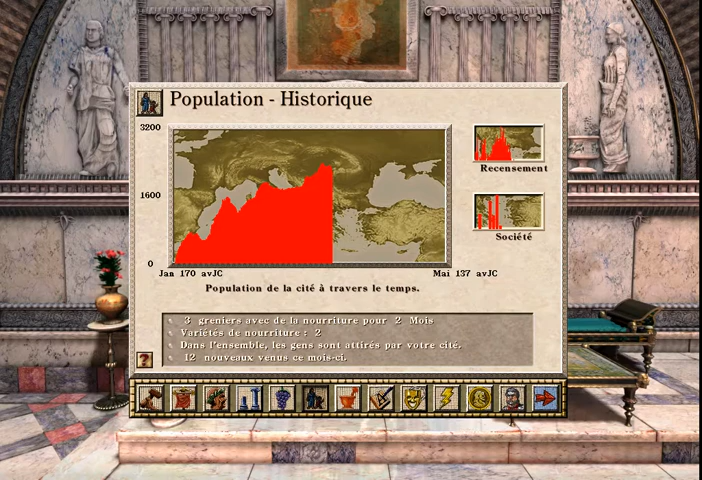 Population - Historique
3200
1600
0
Jan 170 avJC
Mai 137 avJC
Population de la cité à travers le temps.
Recensement
Société
3 greniers avec de la nourriture pour 2 Mois
Variétés de nourriture : 2
Dans l'ensemble, les gens sont attirés par votre cité.
12 nouveaux venus ce mois-ci.
?